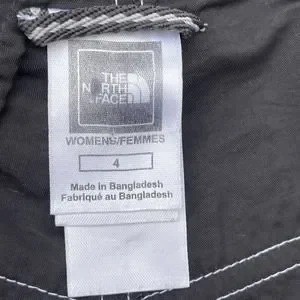 THE
NORTH
FACE
WOMENS/FEMMES
4
Made in Bangladesh
Fabriqué au Bangladesh